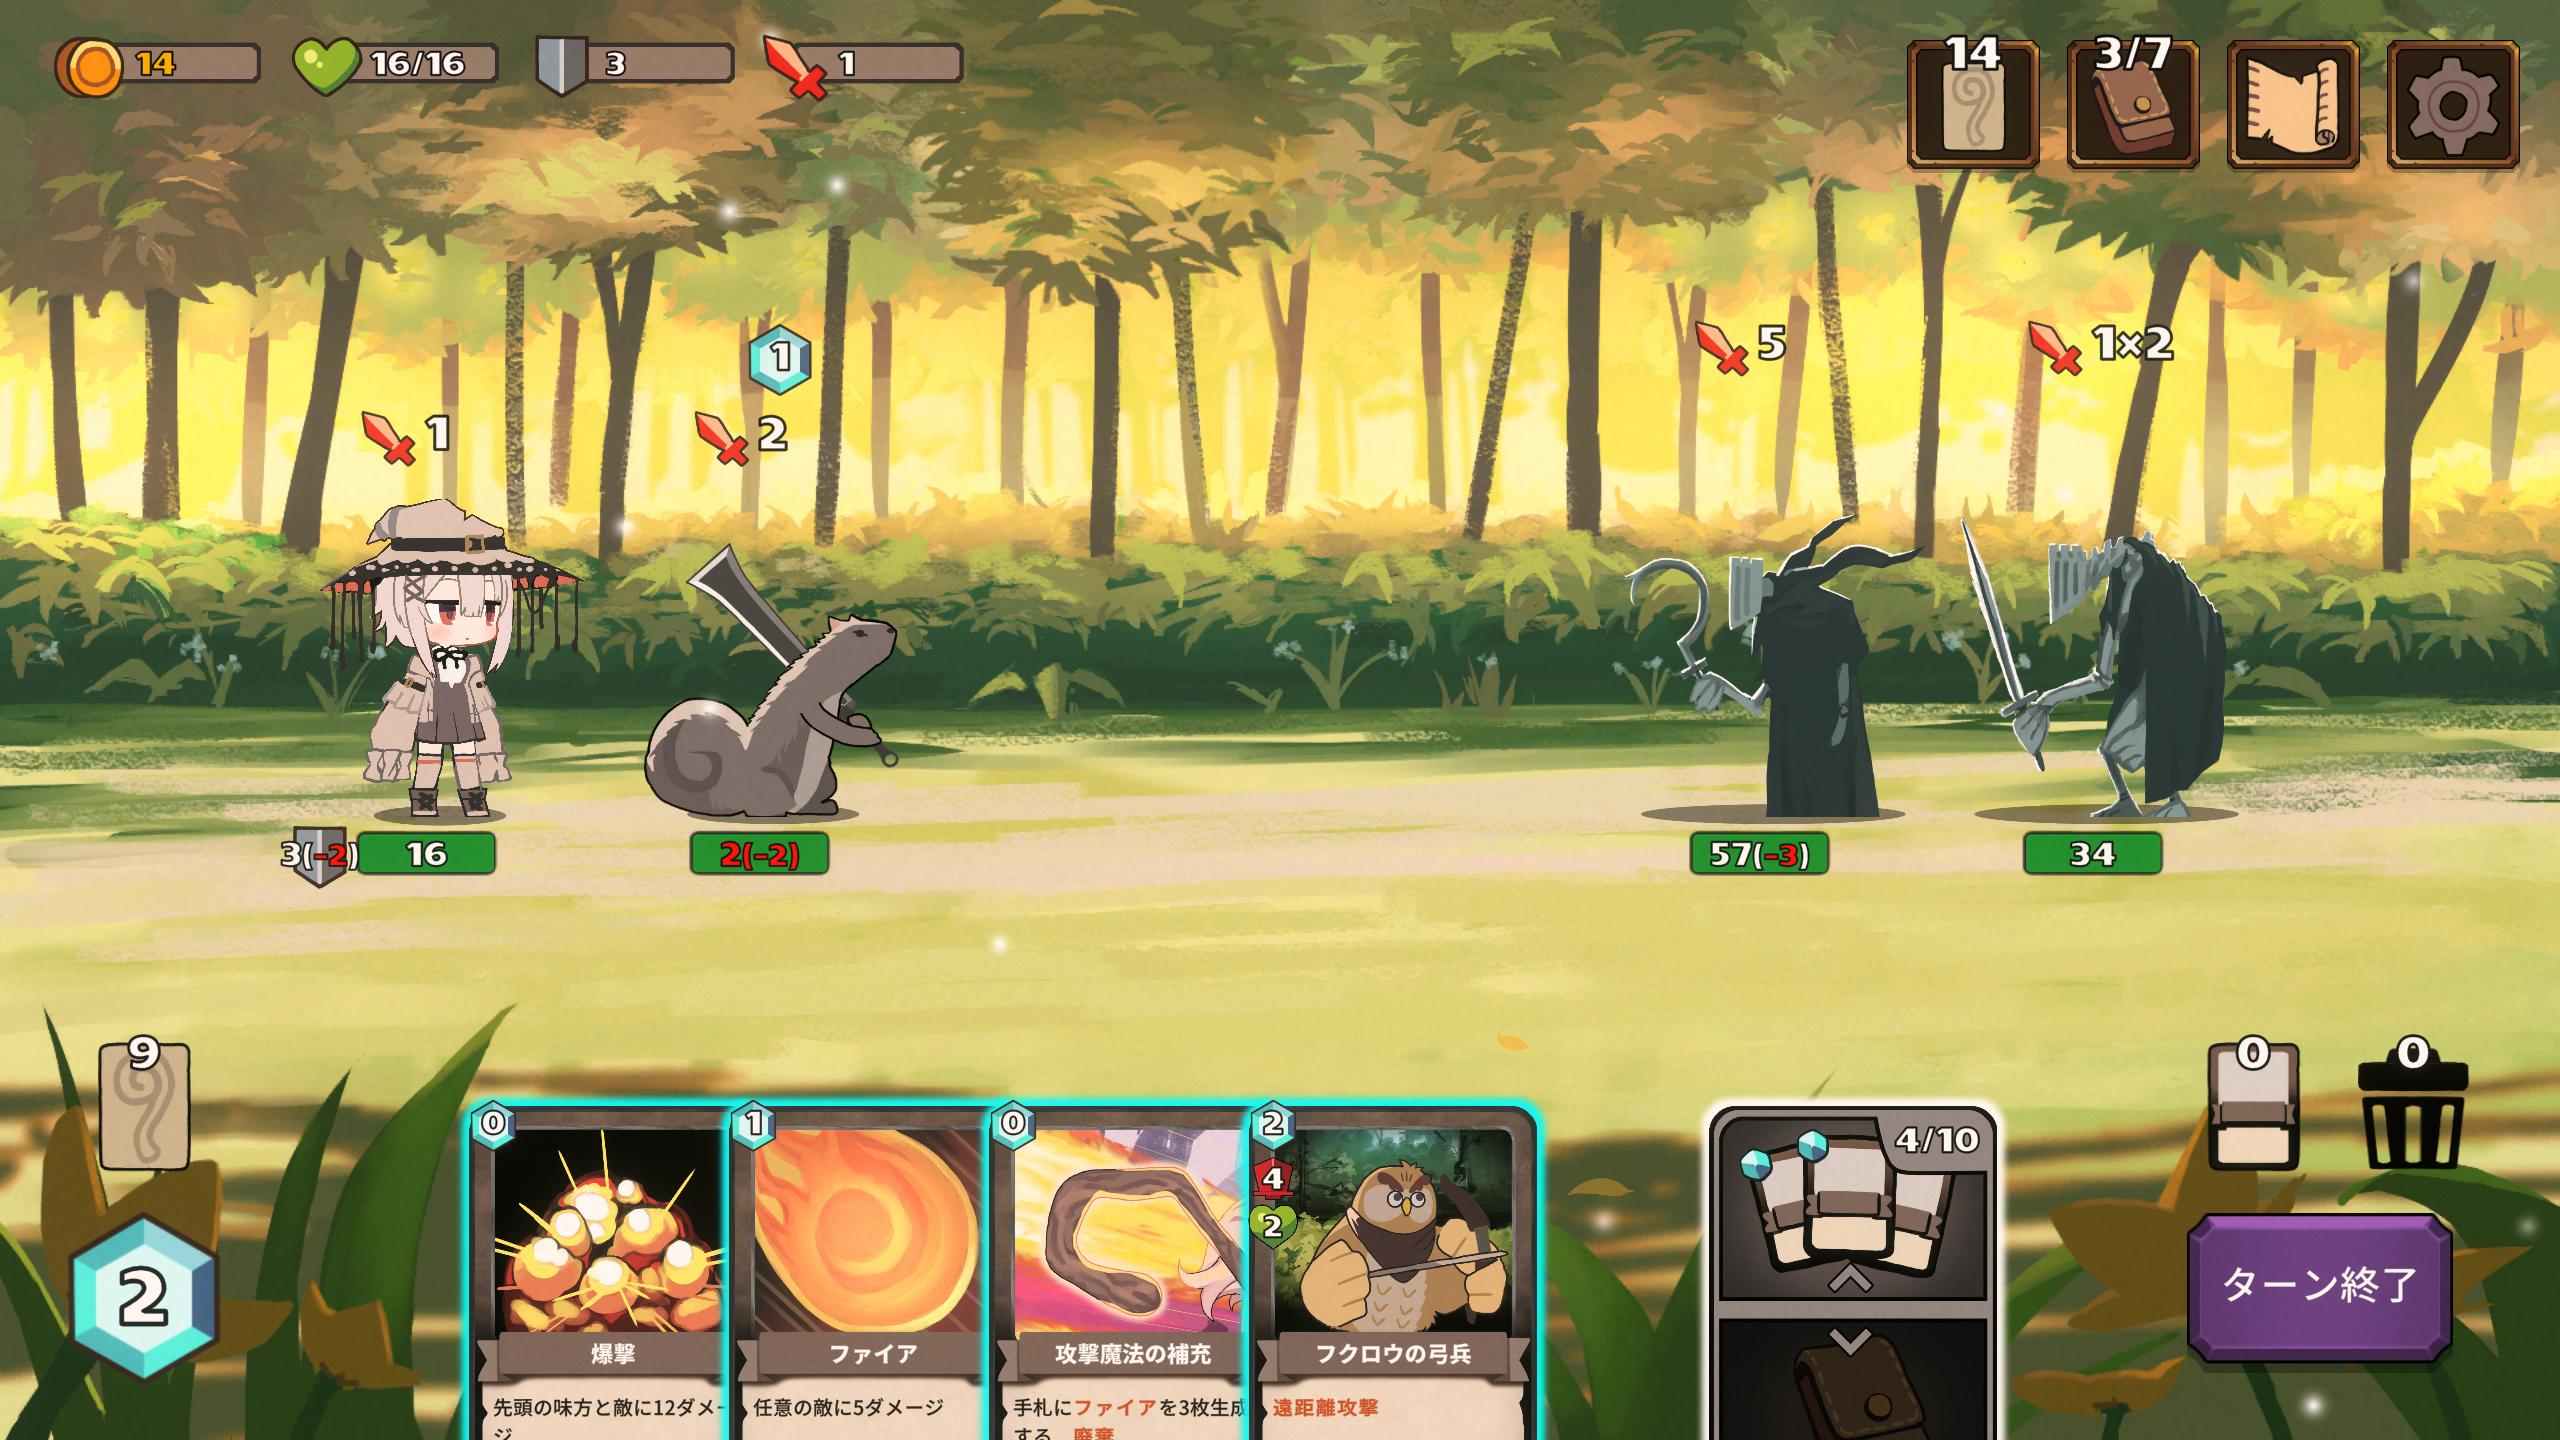 14
16/16
3
1
14
3/7
1
1
2
5
1×2
3(-2)
16
2(-2)
57(-3)
34
9
2
0
爆撃
先頭の味方と敵に12ダメー
ジ
1
ファイア
任意の敵に5ダメージ
0
攻撃魔法の補充
手札にファイアを3枚生成
する 廃棄
2
4
2
フクロウの弓兵
遠距離攻撃
4/10
0
0
ターン終了